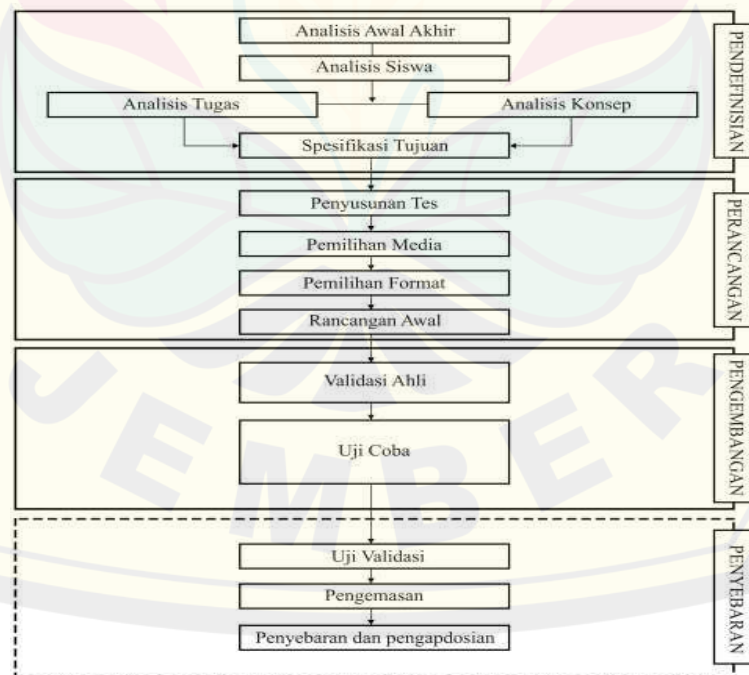 Analisis Awal Akhir
Analisis Siswa
Analisis Tugas
Analisis Konsep
Spesifikasi Tujuan
PENDEFINISIAN
Penyusunan Tes
Pemilihan Media
Pemilihan Format
Rancangan Awal
PERANCANGAN
Validasi Ahli
Uji Coba
PENGEMBANGAN
Uji Validasi
Pengemasan
Penyebaran dan pengapdosian
PENYEBARAN
JEMBER